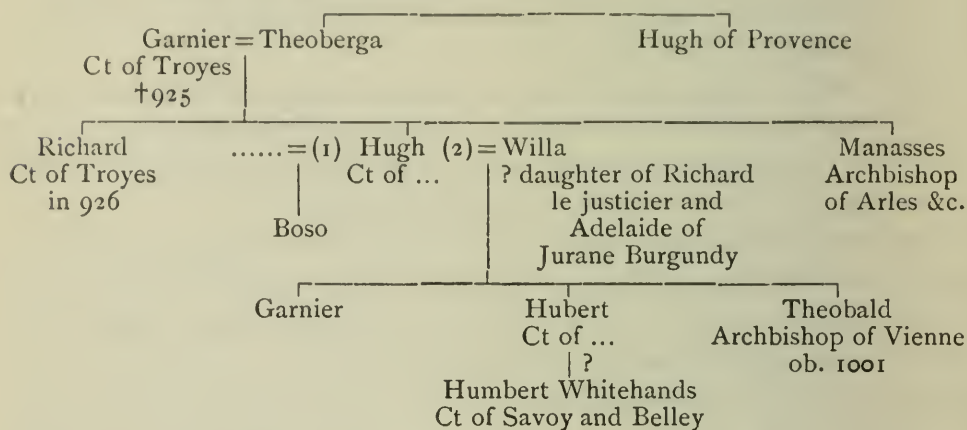 Garnier = Theoberga Hugh of Provence
Ct of Troyes
†925
Richard ...... = (1) Hugh (2) = Willa Manasses
Ct of Troyes Ct of ... ? daughter of Richard Archbishop
in 926 le justicier and of Arles &c.
Boso Adelaide of
Jurane Burgundy
Garnier Hubert Theobald
Ct of ... Archbishop of Vienne
? ob. 1001
Humbert Whitehands
Ct of Savoy and Belley